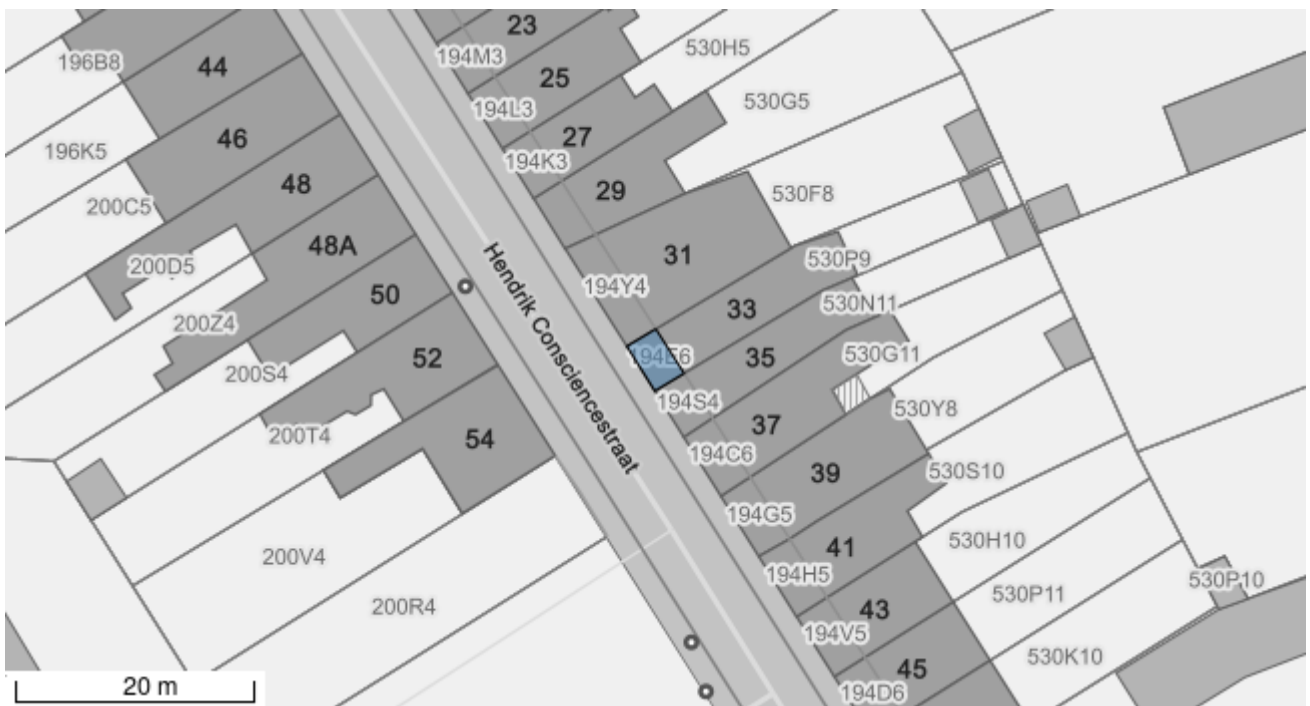 23
194M3
530H5
44
196B8
25
194L3
530G5
27
46
196K5
194K3
48
29
530F8
200C5
48A
31
530P9
200D5
194Y4
Hendrik Consciencestraat
50
33
530N11
200Z4
52
194E6
35
530G11
200S4
194S4
530Y8
37
200T4
54
194C6
39
530S10
194G5
200V4
41
530H10
194H5
530P10
530P11
200R4
43
194V5
530K10
45
194D6
20 m